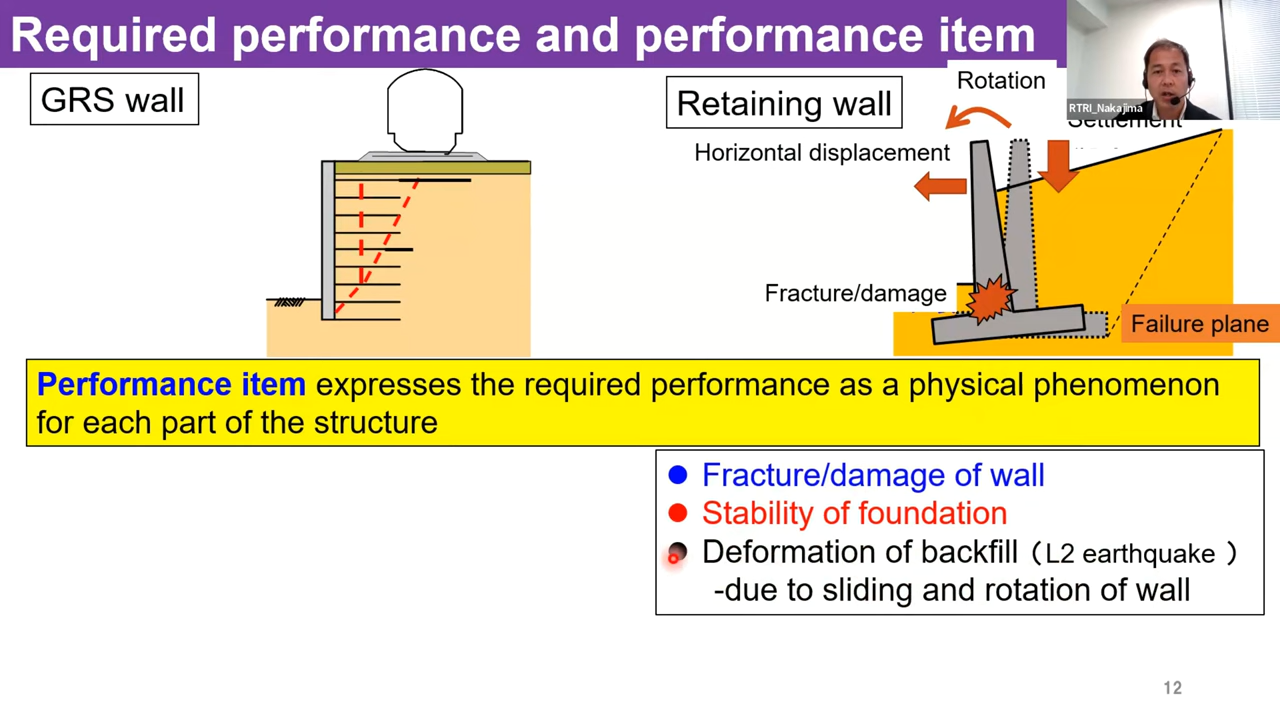 Required performance and performance item
RTRI_Nakajima
GRS wall
Retaining wall
Rotation
Settlement
Horizontal displacement
Fracture/damage
Failure plane
Performance item expresses the required performance as a physical phenomenon
for each part of the structure
Fracture/damage of wall
Stability of foundation
Deformation of backfill（L2 earthquake ）
-due to sliding and rotation of wall
12